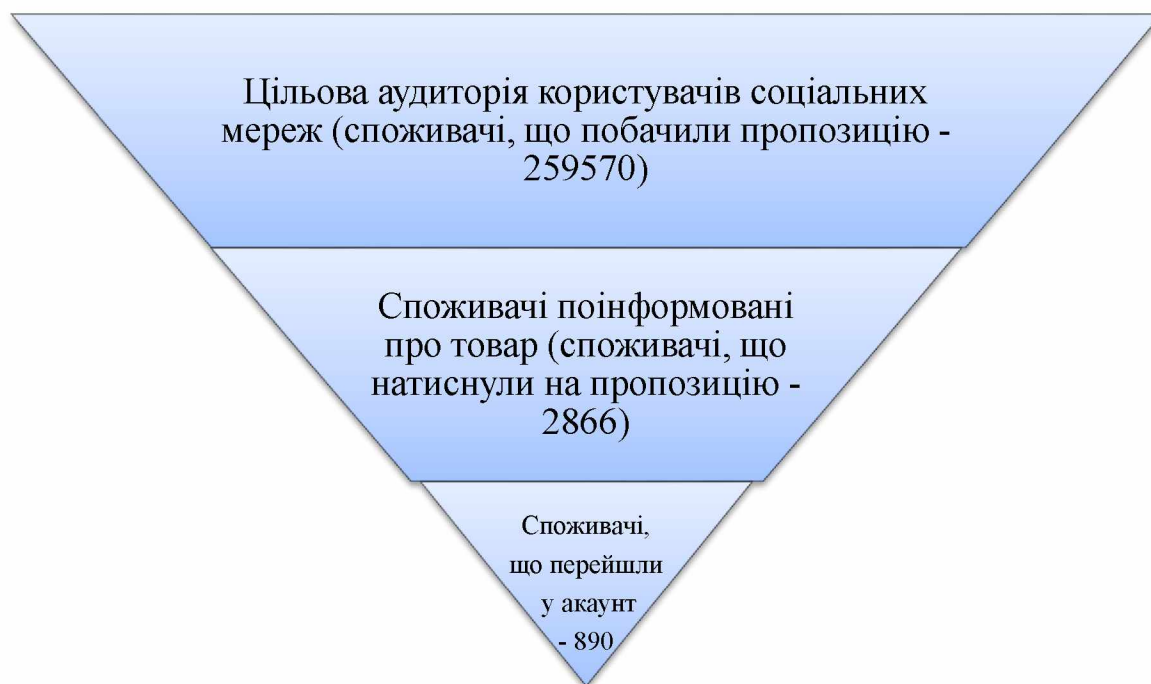 Цільова аудиторія користувачів соціальних
мереж (споживачі, що побачили пропозицію -
259570)
Споживачі поінформовані
про товар (споживачі, що
натиснули на пропозицію -
2866)
Споживачі,
що перейшли
у акаунт
- 890